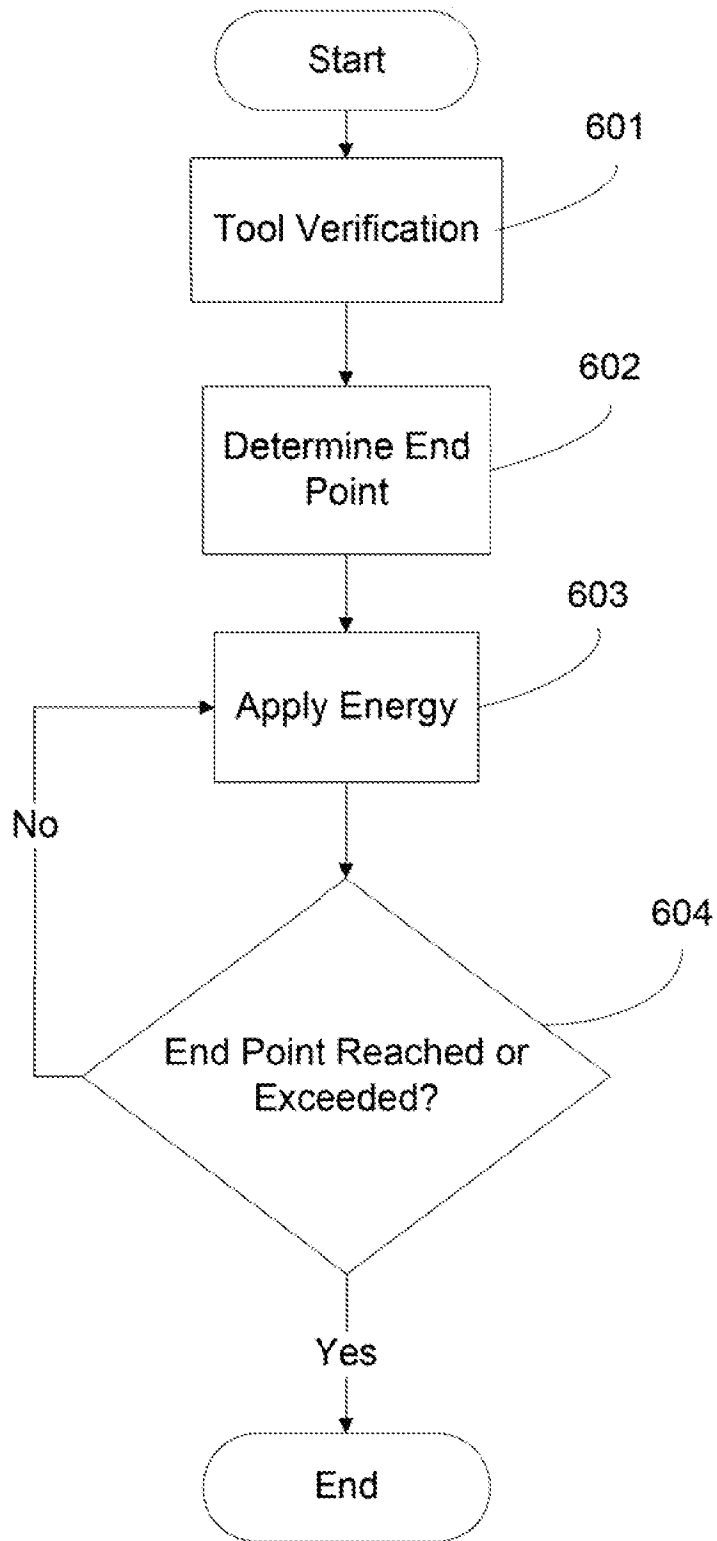 Start
601
Tool Verification
602
Determine End
Point
603
Apply Energy
No
604
End Point Reached or
Exceeded?
Yes
End